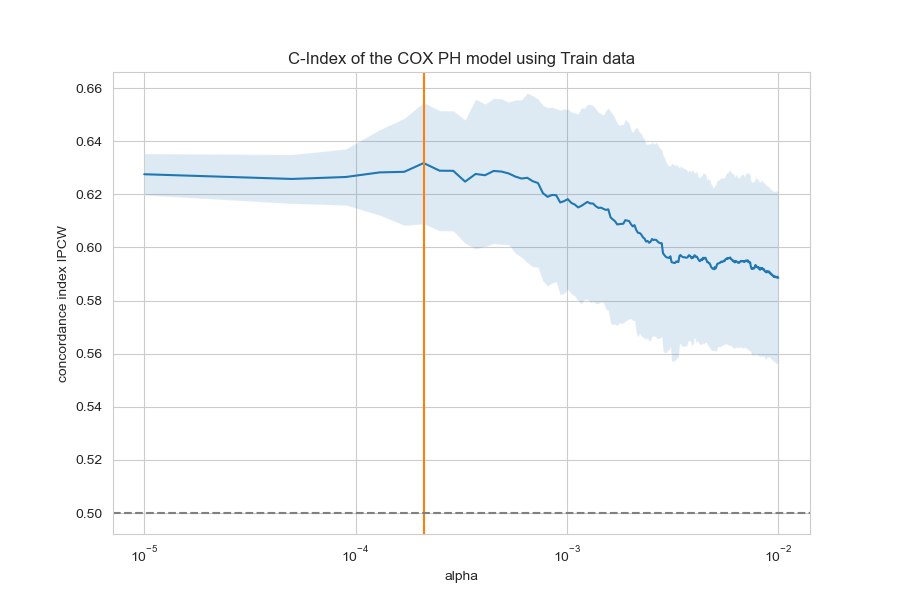 C-Index of the COX PH model using Train data
concordance index IPCW
0.66
0.64
0.62
0.60
0.58
0.56
0.54
0.52
0.50
10⁻⁵ 10⁻⁴ 10⁻³ 10⁻²
alpha